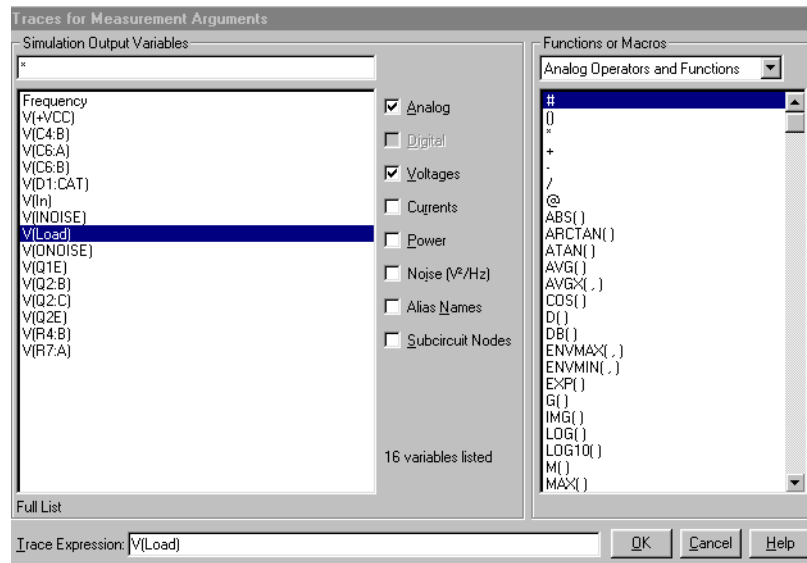 Traces for Measurement Arguments
Simulation Output Variables
*
Frequency
V(+VCC)
V(C4:B)
V(C6:A)
V(C6:B)
V(D1:CAT)
V(In)
V(INOISE)
V(Load)
V(ONOISE)
V(Q1E)
V(Q2:B)
V(Q2:C)
V(Q2E)
V(R4:B)
V(R7:A)
Full List
Analog
Digital
Voltages
Currents
Power
Noise (V²/Hz)
Alias Names
Subcircuit Nodes
16 variables listed
Functions or Macros
Analog Operators and Functions
#
()
*
+
-
/
@
ABS( )
ARCTAN( )
ATAN( )
AVG( )
AVGX( , )
COS( )
D( )
DB( )
ENVMAX( , )
ENVMIN( , )
EXP( )
G( )
IMG( )
LOG( )
LOG10( )
M( )
MAX( )
Trace Expression: V(Load)
OK
Cancel
Help